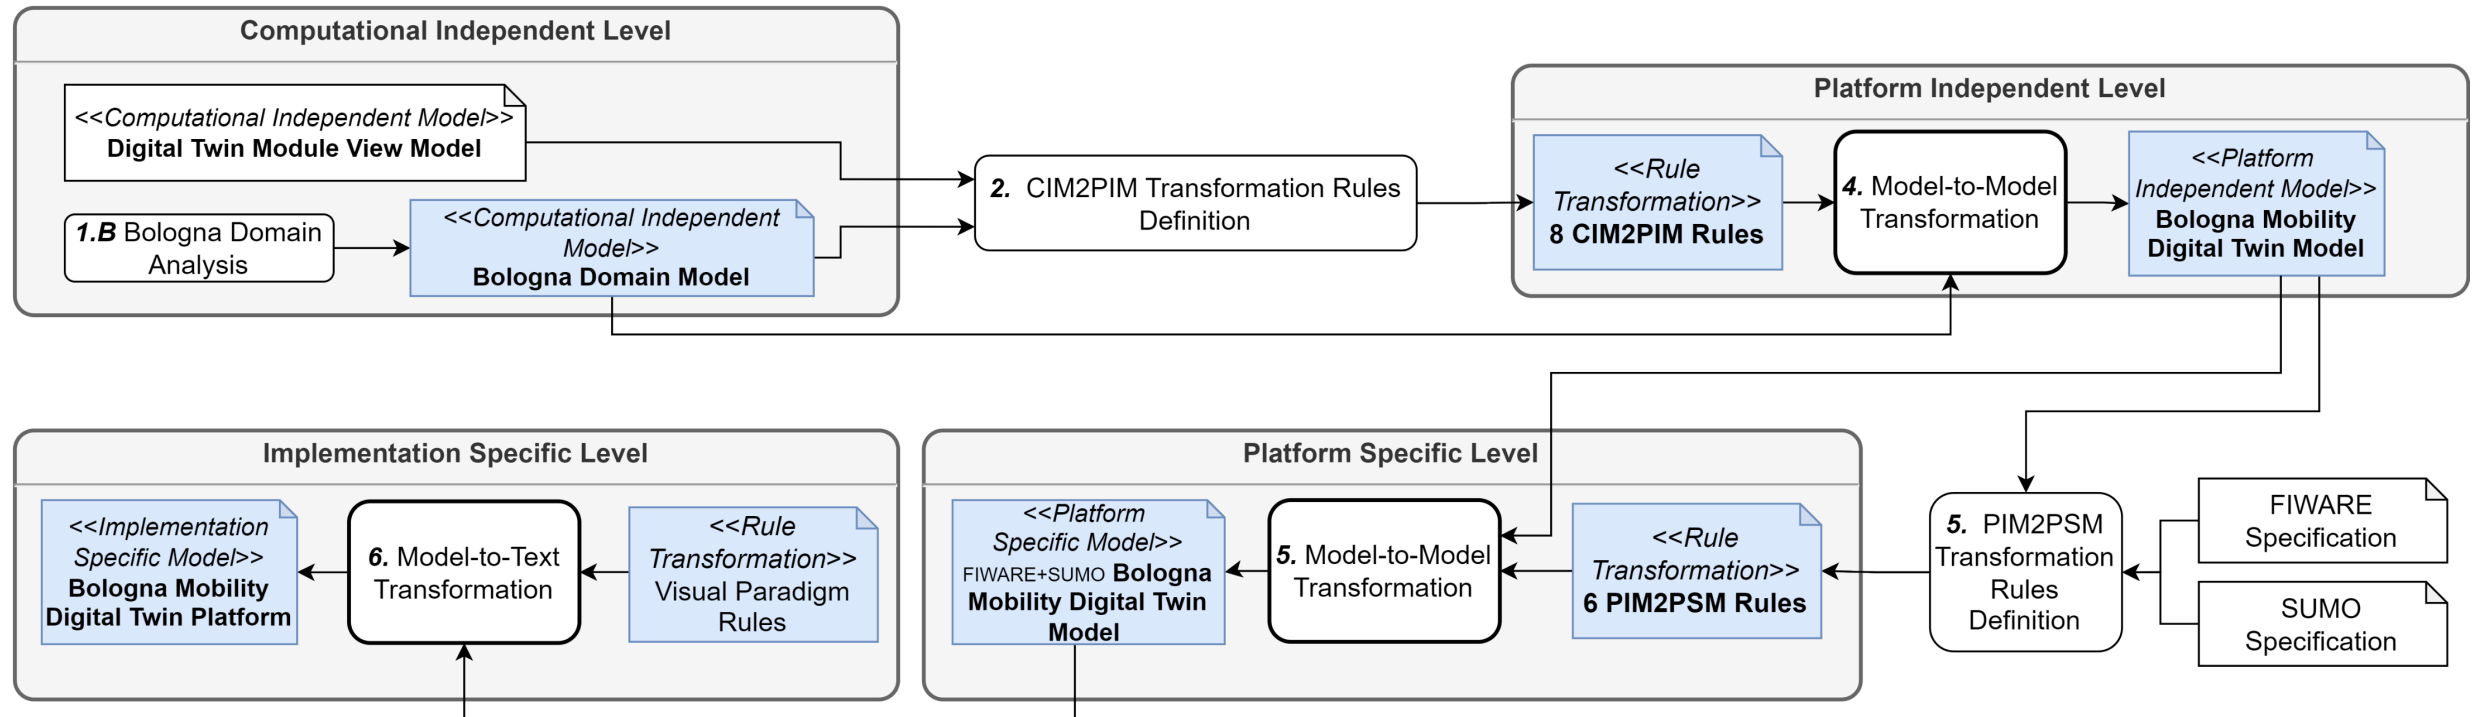 Computational Independent Level
<<Computational Independent Model>>
Digital Twin Module View Model
1.B Bologna Domain
Analysis
<<Computational Independent
Model>>
Bologna Domain Model
2. CIM2PIM Transformation Rules
Definition
Platform Independent Level
<<Rule
Transformation>>
8 CIM2PIM Rules
4. Model-to-Model
Transformation
<<Platform
Independent Model>>
Bologna Mobility
Digital Twin Model
Implementation Specific Level
<<Implementation
Specific Model>>
Bologna Mobility
Digital Twin Platform
6. Model-to-Text
Transformation
<<Rule
Transformation>>
Visual Paradigm
Rules
Platform Specific Level
<<Platform
Specific Model>>
FIWARE+SUMO Bologna
Mobility Digital Twin
Model
5. Model-to-Model
Transformation
<<Rule
Transformation>>
6 PIM2PSM Rules
5. PIM2PSM
Transformation
Rules
Definition
FIWARE
Specification
SUMO
Specification